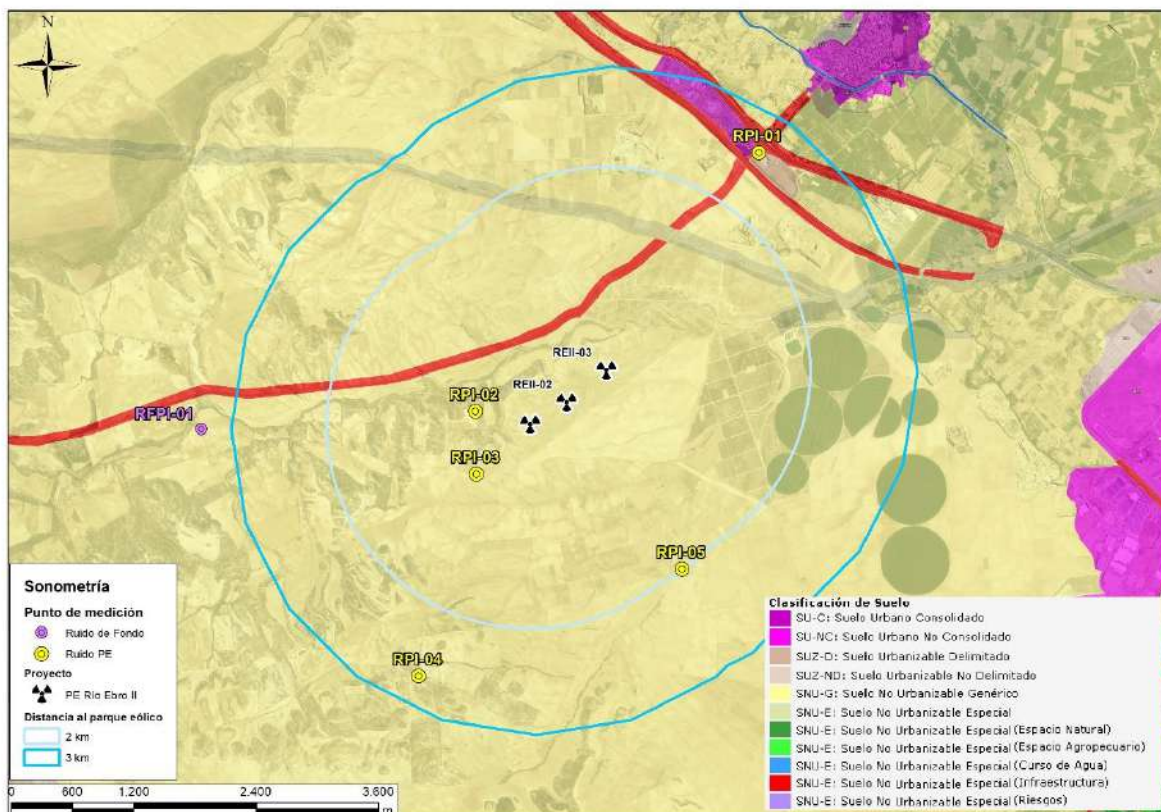 N
RPI-01
REII-03
REII-02
RPI-02
RFPI-01
RPI-03
RPI-05
RPI-04
Sonometría
Punto de medición
Ruido de Fondo
Ruido PE
Proyecto
PE Rio Ebro II
Distancia al parque eólico
2 km
3 km
0 600 1.200 2.400 3.600
m
Clasificación de Suelo
SU-C: Suelo Urbano Consolidado
SU-NC: Suelo Urbano No Consolidado
SUZ-D: Suelo Urbanizable Delimitado
SUZ-ND: Suelo Urbanizable No Delimitado
SNU-G: Suelo No Urbanizable Genérico
SNU-E: Suelo No Urbanizable Especial
SNU-E: Suelo No Urbanizable Especial (Espacio Natural)
SNU-E: Suelo No Urbanizable Especial (Espacio Agropecuario)
SNU-E: Suelo No Urbanizable Especial (Curso de Agua)
SNU-E: Suelo No Urbanizable Especial (Infraestructura)
SNU-E: Suelo No Urbanizable Especial (Riesgos)